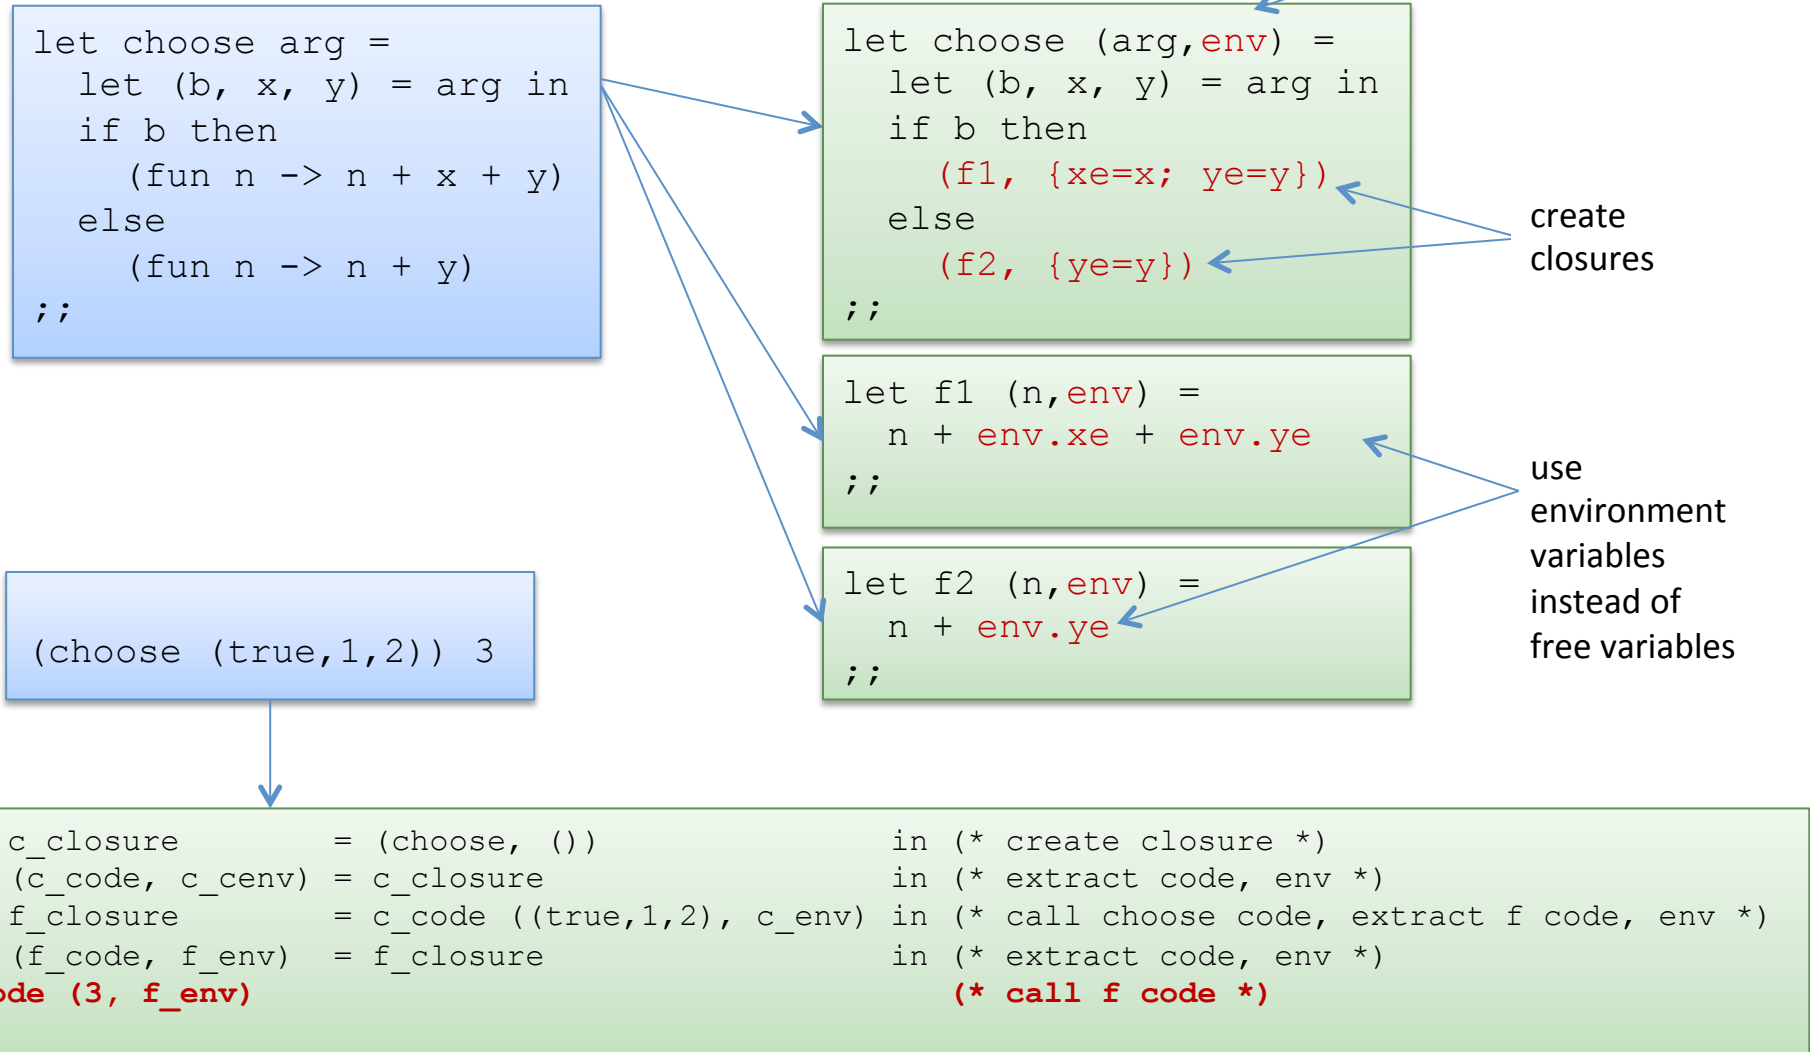 let choose arg =
let (b, x, y) = arg in
if b then
(fun n -> n + x + y)
else
(fun n -> n + y)
;;
let choose (arg,env) =
let (b, x, y) = arg in
if b then
(f1, {xe=x; ye=y})
else
(f2, {ye=y})
;;
create
closures
let f1 (n,env) =
n + env.xe + env.ye
;;
use
environment
variables
instead of
free variables
let f2 (n,env) =
n + env.ye
;;
(choose (true,1,2)) 3
c_closure = (choose, ()) in (* create closure *)
(c_code, c_cenv) = c_closure in (* extract code, env *)
f_closure = c_code ((true,1,2), c_env) in (* call choose code, extract f code, env *)
(f_code, f_env) = f_closure in (* extract code, env *)
ode (3, f_env) (* call f code *)